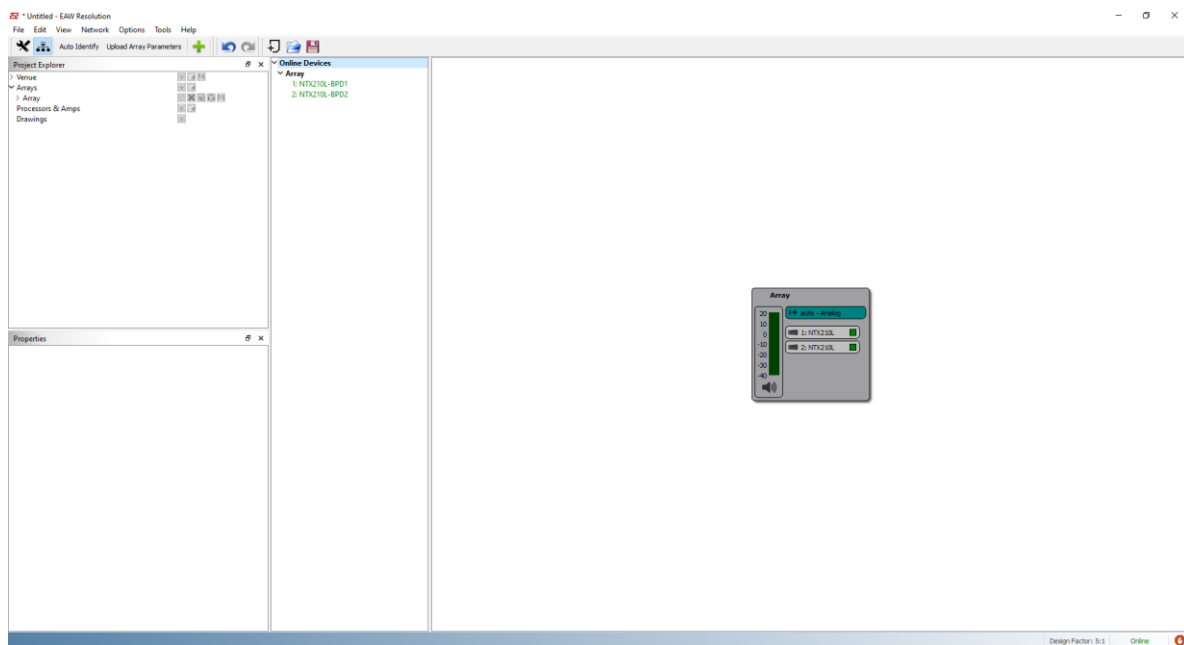 * Untitled - EAW Resolution
File Edit View Network Options Tools Help
Auto Identify Upload Array Parameters
Project Explorer
Venue
Arrays
Array
Processors & Amps
Drawings
Properties
Online Devices
Array
1: NTX210L-BPD1
2: NTX210L-BPD2
Array
auto - Analog
1: NTX210L
2: NTX210L
20
10
0
-10
-20
-30
-40
Design Factor: 5:1 Online